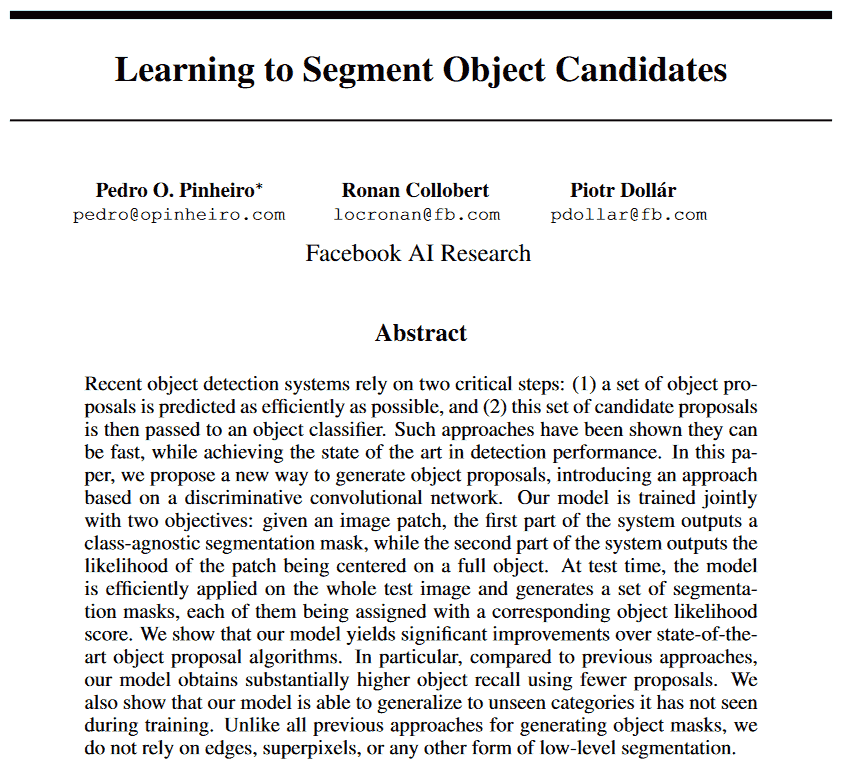 Learning to Segment Object Candidates
Pedro O. Pinheiro* Ronan Collobert Piotr Dollár
pedro@opinheiro.com locronan@fb.com pdollar@fb.com
Facebook AI Research
Abstract
Recent object detection systems rely on two critical steps: (1) a set of object pro-
posals is predicted as efficiently as possible, and (2) this set of candidate proposals
is then passed to an object classifier. Such approaches have been shown they can
be fast, while achieving the state of the art in detection performance. In this pa-
per, we propose a new way to generate object proposals, introducing an approach
based on a discriminative convolutional network. Our model is trained jointly
with two objectives: given an image patch, the first part of the system outputs a
class-agnostic segmentation mask, while the second part of the system outputs the
likelihood of the patch being centered on a full object. At test time, the model
is efficiently applied on the whole test image and generates a set of segmenta-
tion masks, each of them being assigned with a corresponding object likelihood
score. We show that our model yields significant improvements over state-of-the-
art object proposal algorithms. In particular, compared to previous approaches,
our model obtains substantially higher object recall using fewer proposals. We
also show that our model is able to generalize to unseen categories it has not seen
during training. Unlike all previous approaches for generating object masks, we
do not rely on edges, superpixels, or any other form of low-level segmentation.